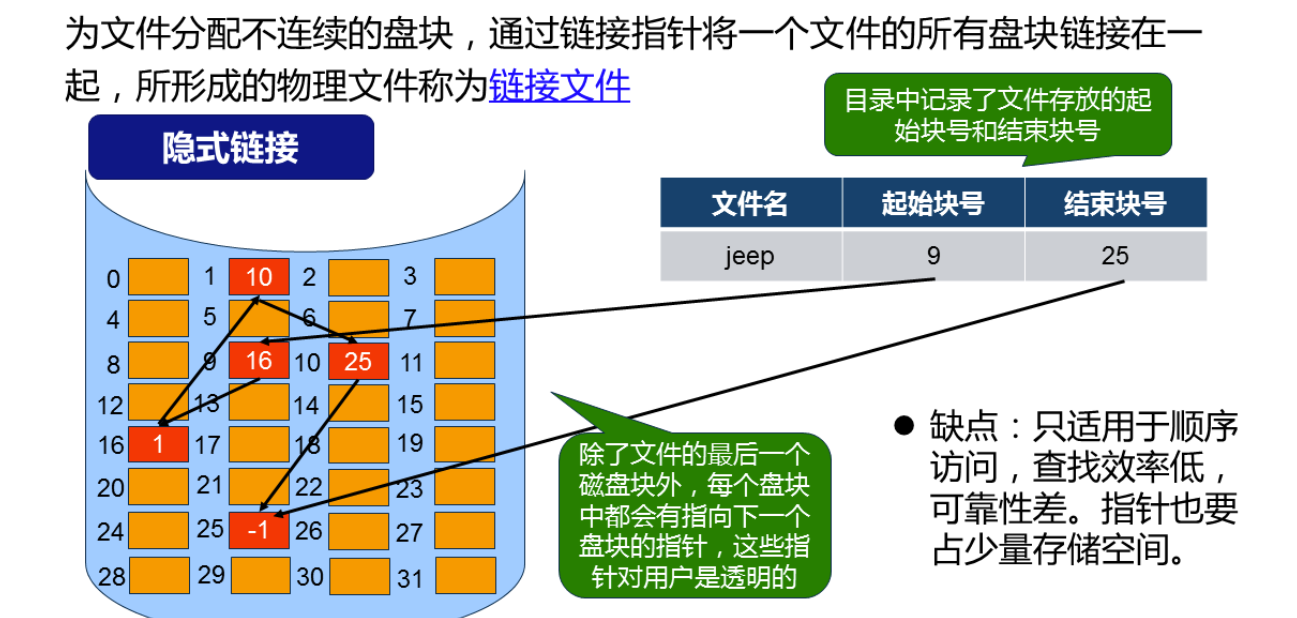 为文件分配不连续的盘块，通过链接指针将一个文件的所有盘块链接在一
起，所形成的物理文件称为链接文件
隐式链接
目录中记录了文件存放的起
始块号和结束块号
文件名 起始块号 结束块号
jeep 9 25
0 1 10 2 3
4 5 6 7
8 9 16 10 25 11
12 13 14 15
16 1 17 18 19
20 21 22 23
24 25 -1 26 27
28 29 30 31
除了文件的最后一个
磁盘块外，每个盘块
中都会有指向下一个
盘块的指针，这些指
针对用户是透明的
● 缺点：只适用于顺序
访问，查找效率低，
可靠性差。指针也要
占少量存储空间。